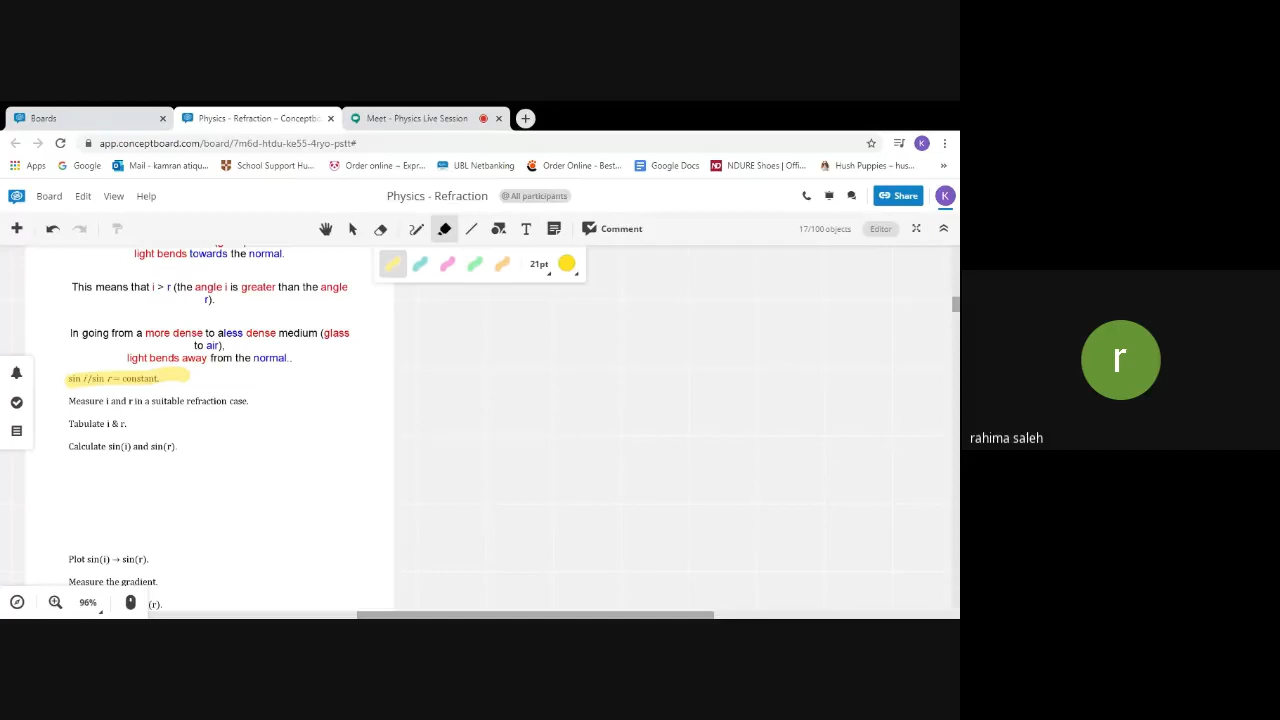 Boards
Physics - Refraction – Conceptbo
Meet - Physics Live Session
app.conceptboard.com/board/7m6d-htdu-ke55-4ryo-pstt#
K
Apps
Google
Mail - kamran atiqu...
School Support Hu...
Order online – Expr...
UBL Netbanking
Order Online - Best...
Google Docs
NDURE Shoes | Offi...
Hush Puppies – hus...
»
Board Edit View Help
Physics - Refraction
@ All participants
Share
K
T
Comment
17/100 objects
Editor
21pt
light bends towards the normal.
This means that i > r (the angle i is greater than the angle
r).
In going from a more dense to aless dense medium (glass
to air),
light bends away from the normal..
sin i/sin r = constant.
Measure i and r in a suitable refraction case.
Tabulate i & r.
Calculate sin(i) and sin(r).
Plot sin(i) → sin(r).
Measure the gradient.
(r).
96%
r
rahima saleh